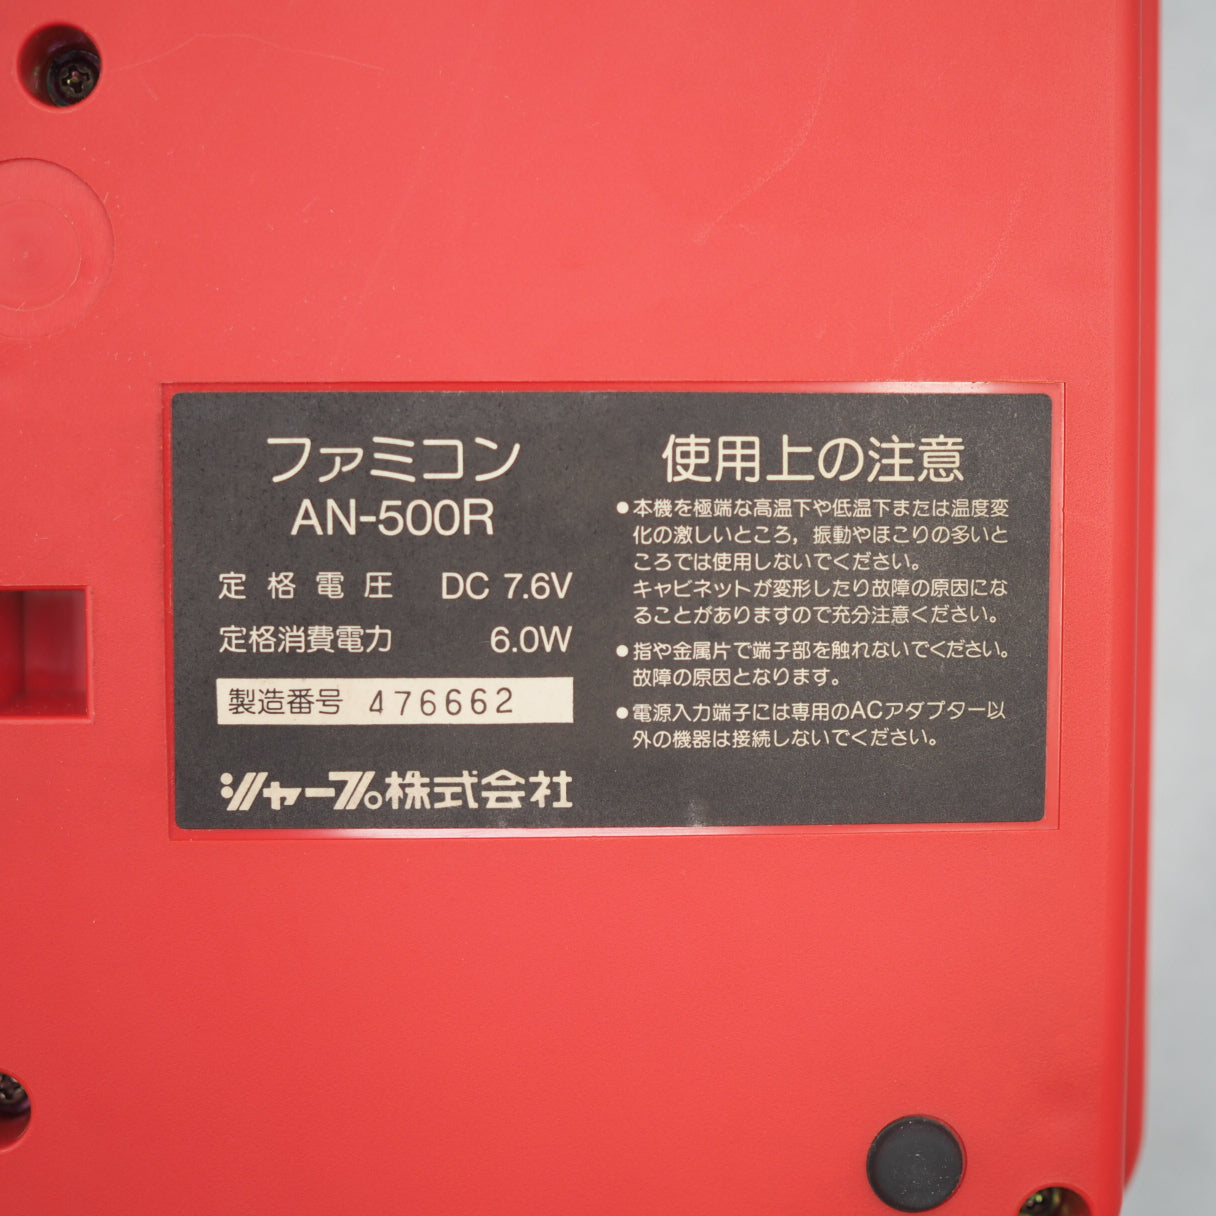 ファミコン
AN-500R
定格電圧 DC 7.6V
定格消費電力 6.0W
製造番号 476662
シャープ株式会社
使用上の注意
●本機を極端な高温下や低温下または温度変
化の激しいところ，振動やほこりの多いと
ころでは使用しないでください。
キャビネットが変形したり故障の原因にな
ることがありますので充分注意ください。
●指や金属片で端子部を触れないでください。
故障の原因となります。
●電源入力端子には専用のACアダプター以
外の機器は接続しないでください。